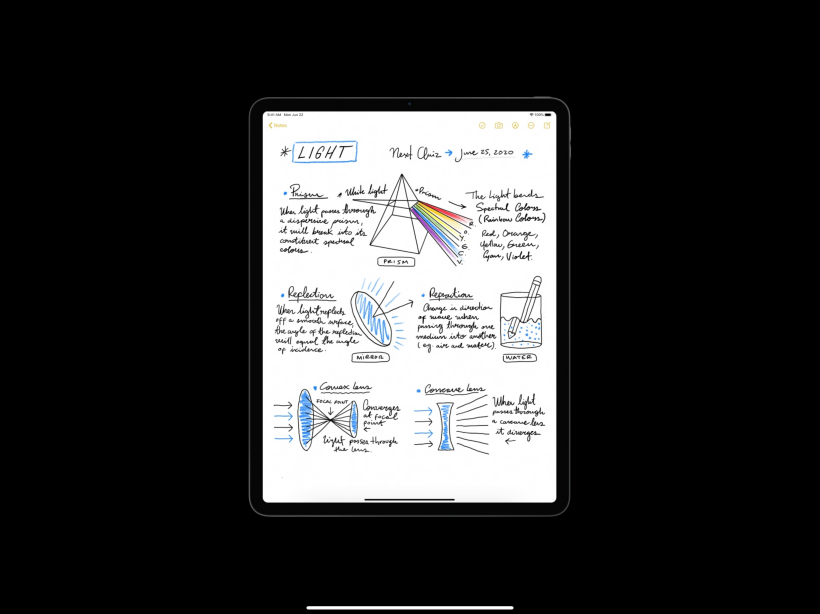 9:41 AM Mon Jun 22
100%
Notes
LIGHT
Next Quiz → June 25, 2020
Prism
White light
Prism
When light passes through
a dispersive prism,
it will break into its
constituent spectral
colours.
PRISM
R.
O.
Y.
G.
C.
V.
The Light bends
Spectral Colors
(Rainbow Colors)
Red, Orange,
Yellow, Green,
Cyan, Violet.
Reflection
When light reflects
off a smooth surface,
the angle of the reflection
will equal the angle
of incidence.
MIRROR
Refraction
Change in direction
of wave when
passing through one
medium into another
(eg. air and water).
WATER
Convex lens
FOCAL POINT
Converges
at focal
point
Light passes through
the lens.
Concave lens
When light
passes through
a concave lens
it diverges